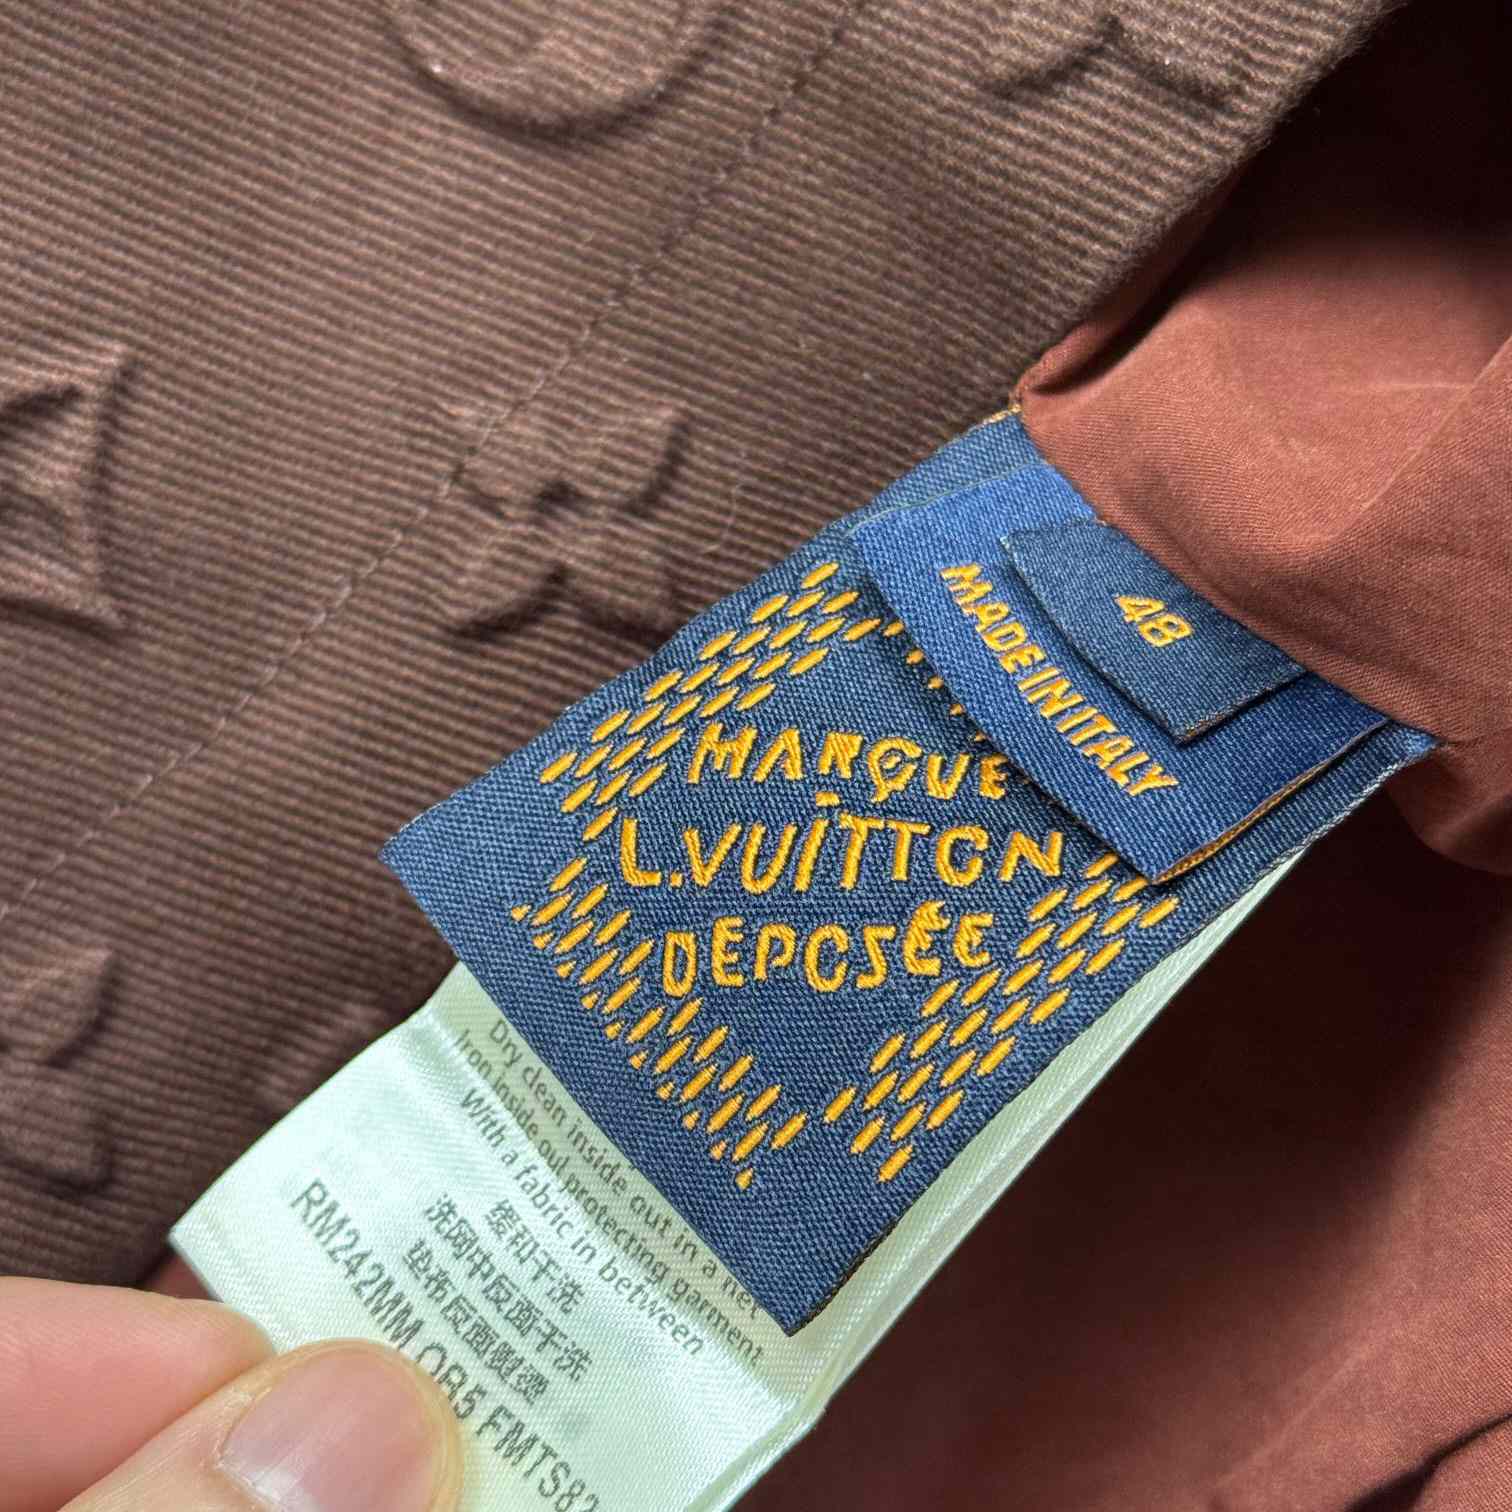 48
MADE IN ITALY
MARQUE
L.VUITTON
DEPOSÉE
Dry clean inside out in a net
Iron inside out protecting garment
With a fabric in between
缓和干洗
洗网中反面干洗
垫布反面熨烫
RM242MM FMTS82